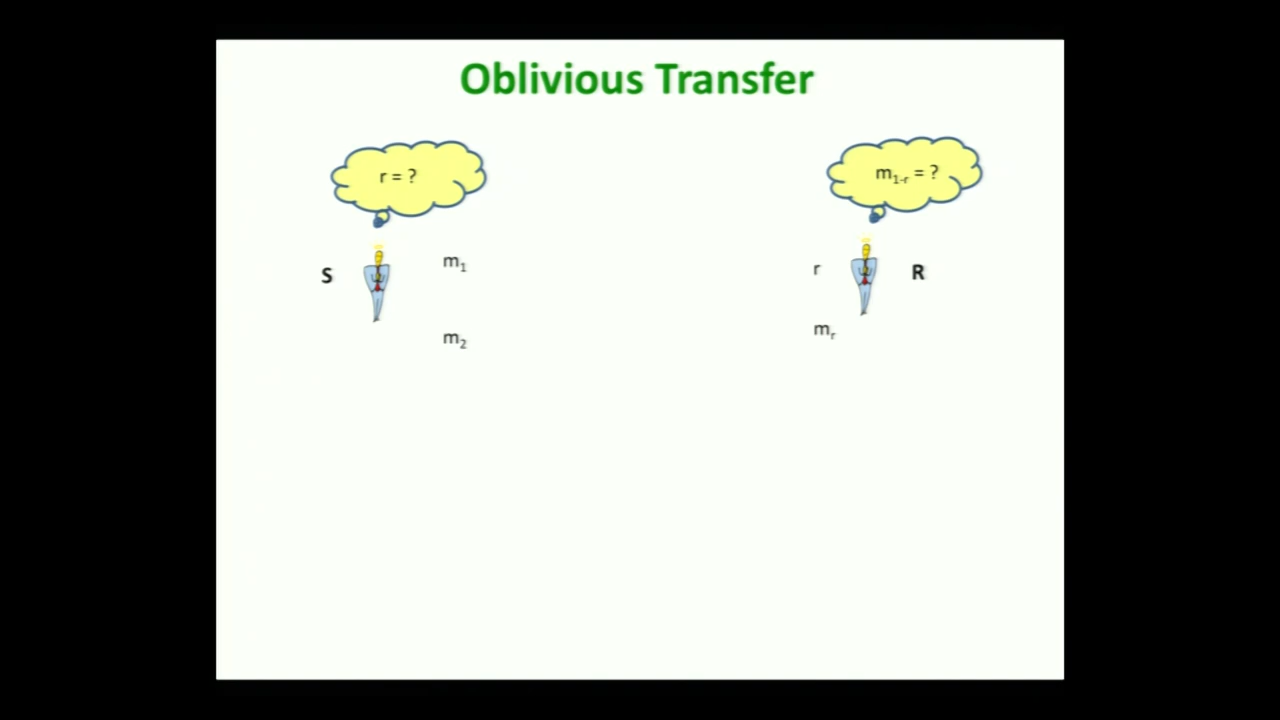 Oblivious Transfer
r = ?
m₁₋ᵣ = ?
S
m₁
r
R
m₂
mᵣ